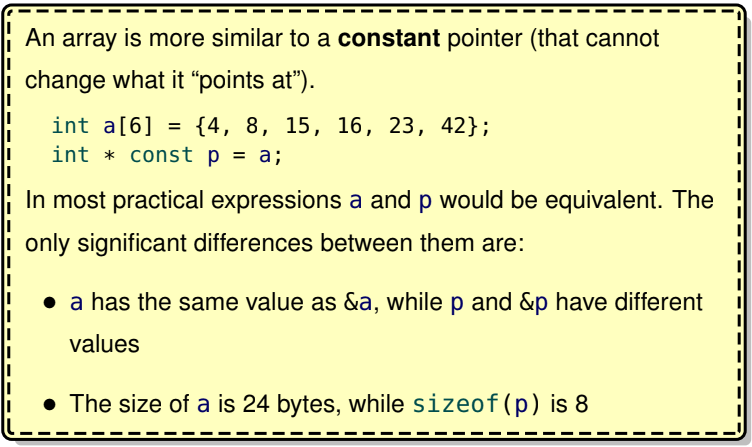 An array is more similar to a constant pointer (that cannot
change what it “points at”).
int a[6] = {4, 8, 15, 16, 23, 42};
int * const p = a;
In most practical expressions a and p would be equivalent. The
only significant differences between them are:
• a has the same value as &a, while p and &p have different
values
• The size of a is 24 bytes, while sizeof(p) is 8